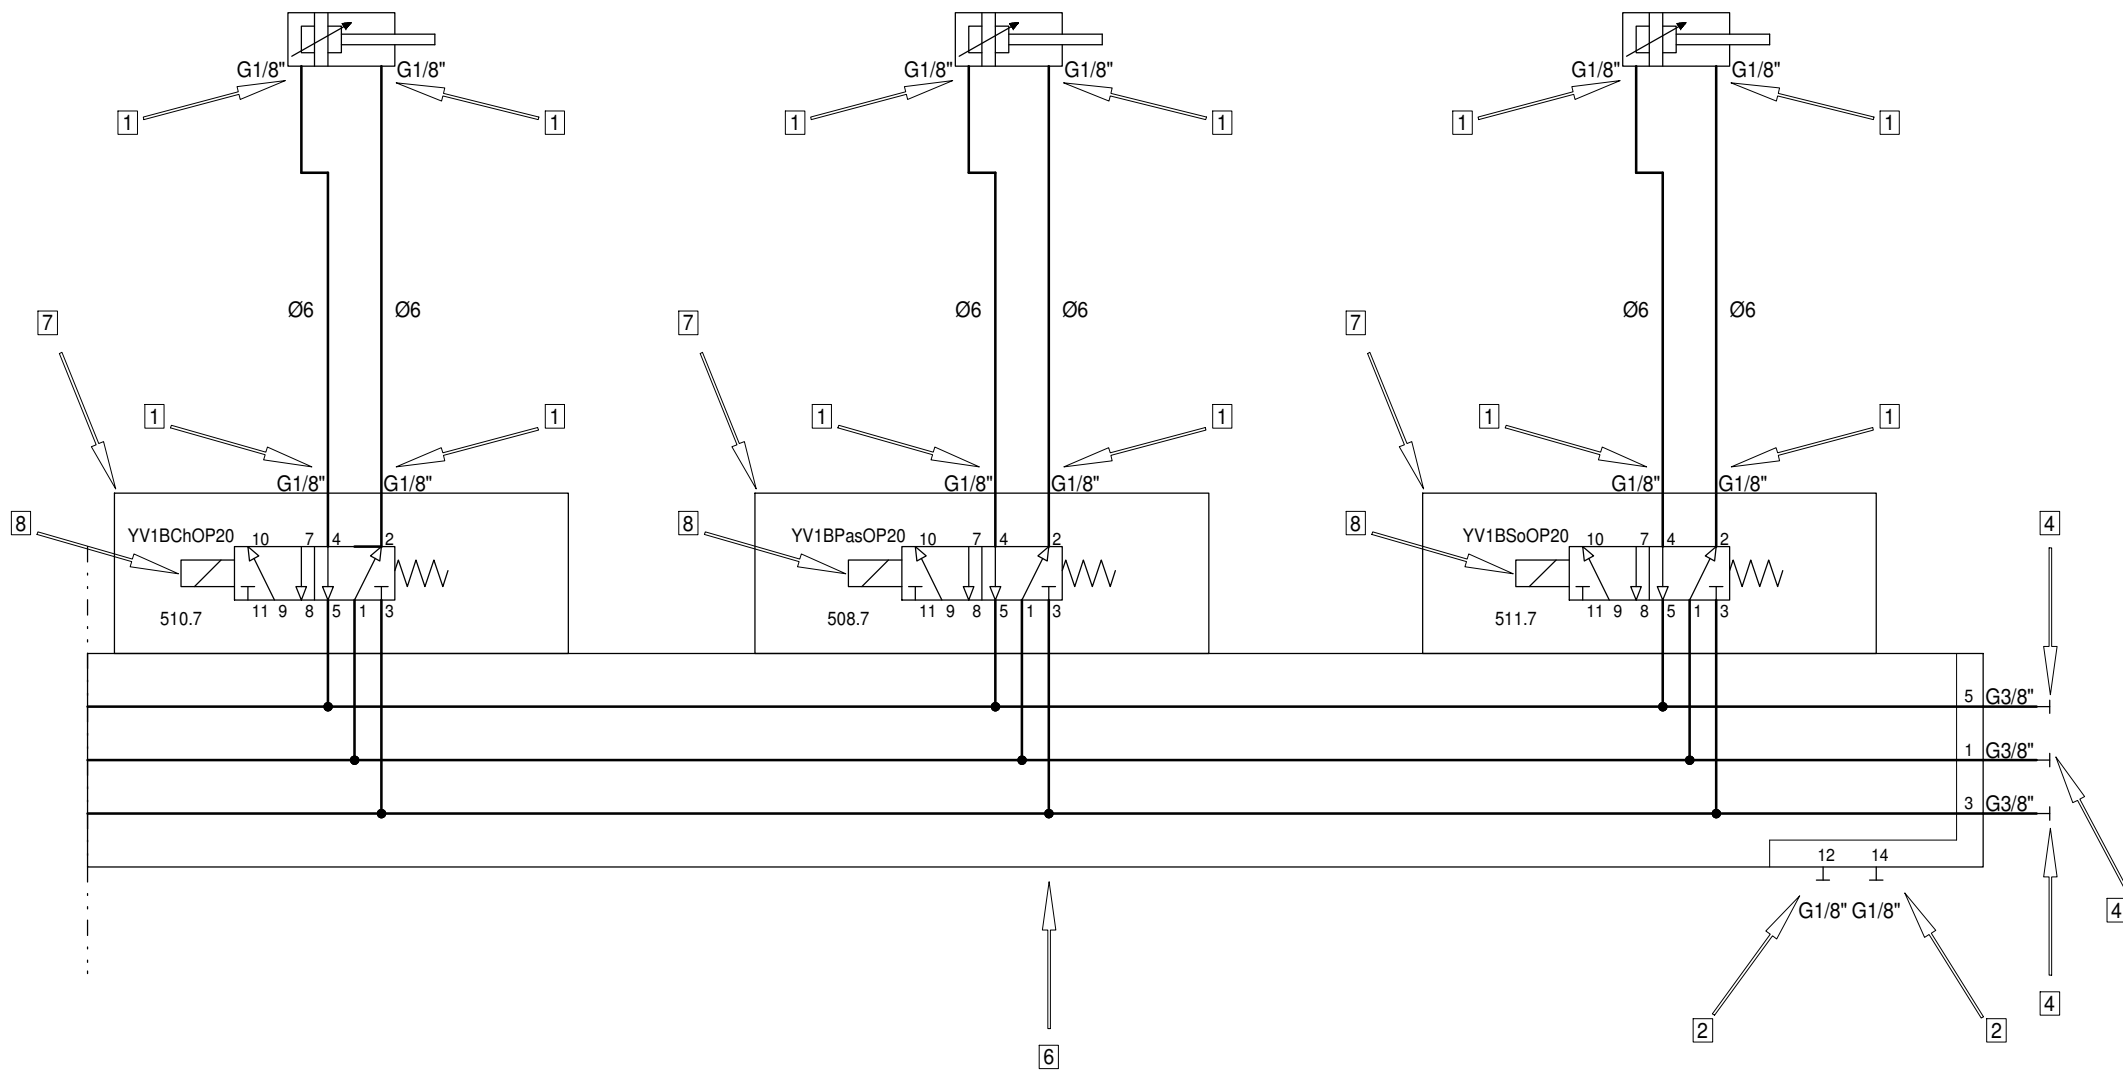 G1/8" G1/8" G1/8" G1/8" G1/8" G1/8"
1 1 1 1 1 1
Ø6 Ø6 Ø6 Ø6 Ø6 Ø6
7 7 7
1 1 1 1 1 1
G1/8" G1/8" G1/8" G1/8" G1/8" G1/8"
8 8 8 4
YV1BChOP20 YV1BPasOP20 YV1BSoOP20
10 7 4 2 10 7 4 2 10 7 4 2
11 9 8 5 1 3 11 9 8 5 1 3 11 9 8 5 1 3
510.7 508.7 511.7
5 G3/8"
1 G3/8"
3 G3/8"
12 14
G1/8" G1/8" 4
4
2 2
6